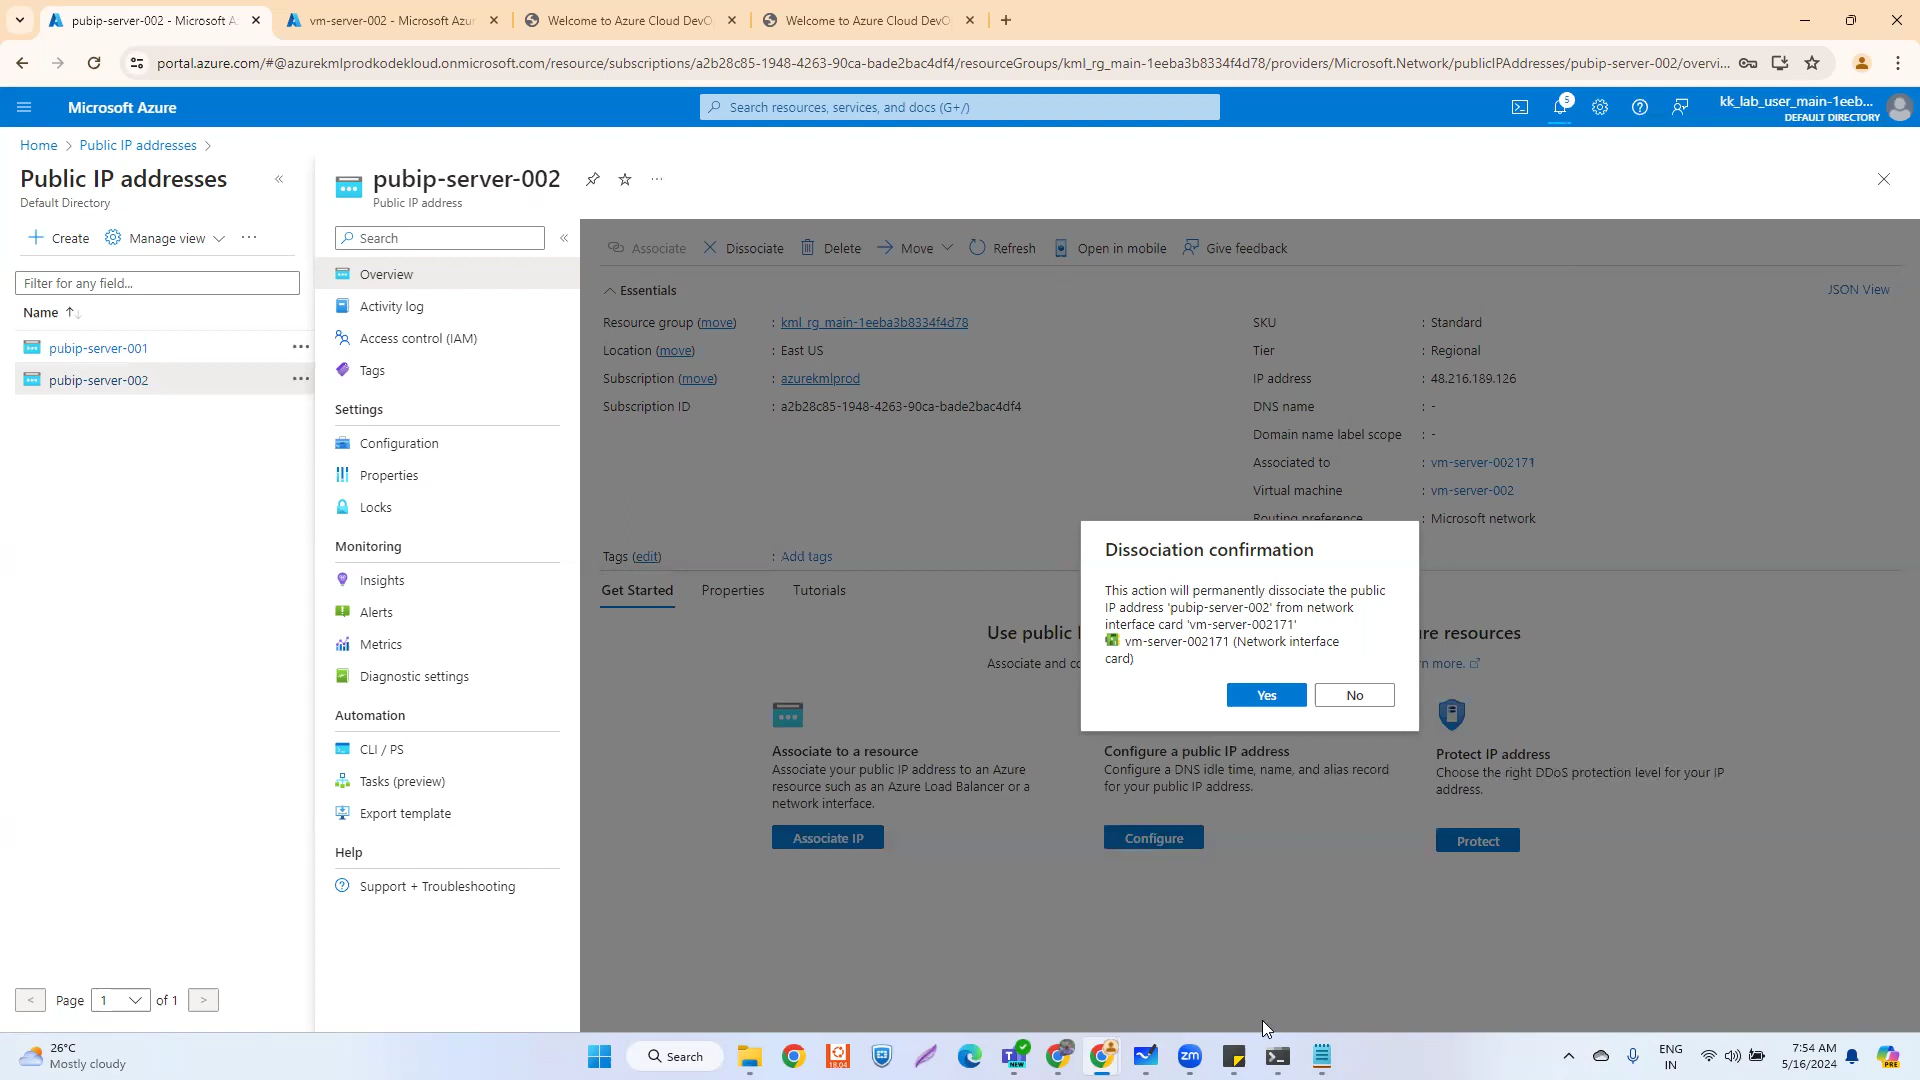 pubip-server-002 - Microsoft A
vm-server-002 - Microsoft Azur
Welcome to Azure Cloud DevO
Welcome to Azure Cloud DevO
portal.azure.com/#@azurekmlprodkodekloud.onmicrosoft.com/resource/subscriptions/a2b28c85-1948-4263-90ca-bade2bac4df4/resourceGroups/kml_rg_main-1eeba3b8334f4d78/providers/Microsoft.Network/publicIPAddresses/pubip-server-002/overvi...
Microsoft Azure
Search resources, services, and docs (G+/)
5
kk_lab_user_main-1eeb...
DEFAULT DIRECTORY
Home > Public IP addresses >
Public IP addresses
Default Directory
Create
Manage view
Filter for any field...
Name
pubip-server-001
pubip-server-002
< Page 1 of 1 >
pubip-server-002
Public IP address
Search
Overview
Activity log
Access control (IAM)
Tags
Settings
Configuration
Properties
Locks
Monitoring
Insights
Alerts
Metrics
Diagnostic settings
Automation
CLI / PS
Tasks (preview)
Export template
Help
Support + Troubleshooting
Associate
Dissociate
Delete
Move
Refresh
Open in mobile
Give feedback
Essentials
JSON View
Resource group (move) : kml_rg_main-1eeba3b8334f4d78
Location (move) : East US
Subscription (move) : azurekmlprod
Subscription ID : a2b28c85-1948-4263-90ca-bade2bac4df4
SKU : Standard
Tier : Regional
IP address : 48.216.189.126
DNS name : -
Domain name label scope : -
Associated to : vm-server-002171
Virtual machine : vm-server-002
Routing preference : Microsoft network
Tags (edit) : Add tags
Get Started
Properties
Tutorials
Use public
re resources
Associate and co
n more.
Dissociation confirmation
This action will permanently dissociate the public
IP address 'pubip-server-002' from network
interface card 'vm-server-002171'
vm-server-002171 (Network interface
card)
Yes
No
Associate to a resource
Associate your public IP address to an Azure
resource such as an Azure Load Balancer or a
network interface.
Associate IP
Configure a public IP address
Configure a DNS idle time, name, and alias record
for your public IP address.
Configure
Protect IP address
Choose the right DDoS protection level for your IP
address.
Protect
26°C
Mostly cloudy
Search
18.04
NEW
zm
ENG
IN
7:54 AM
5/16/2024
PRE